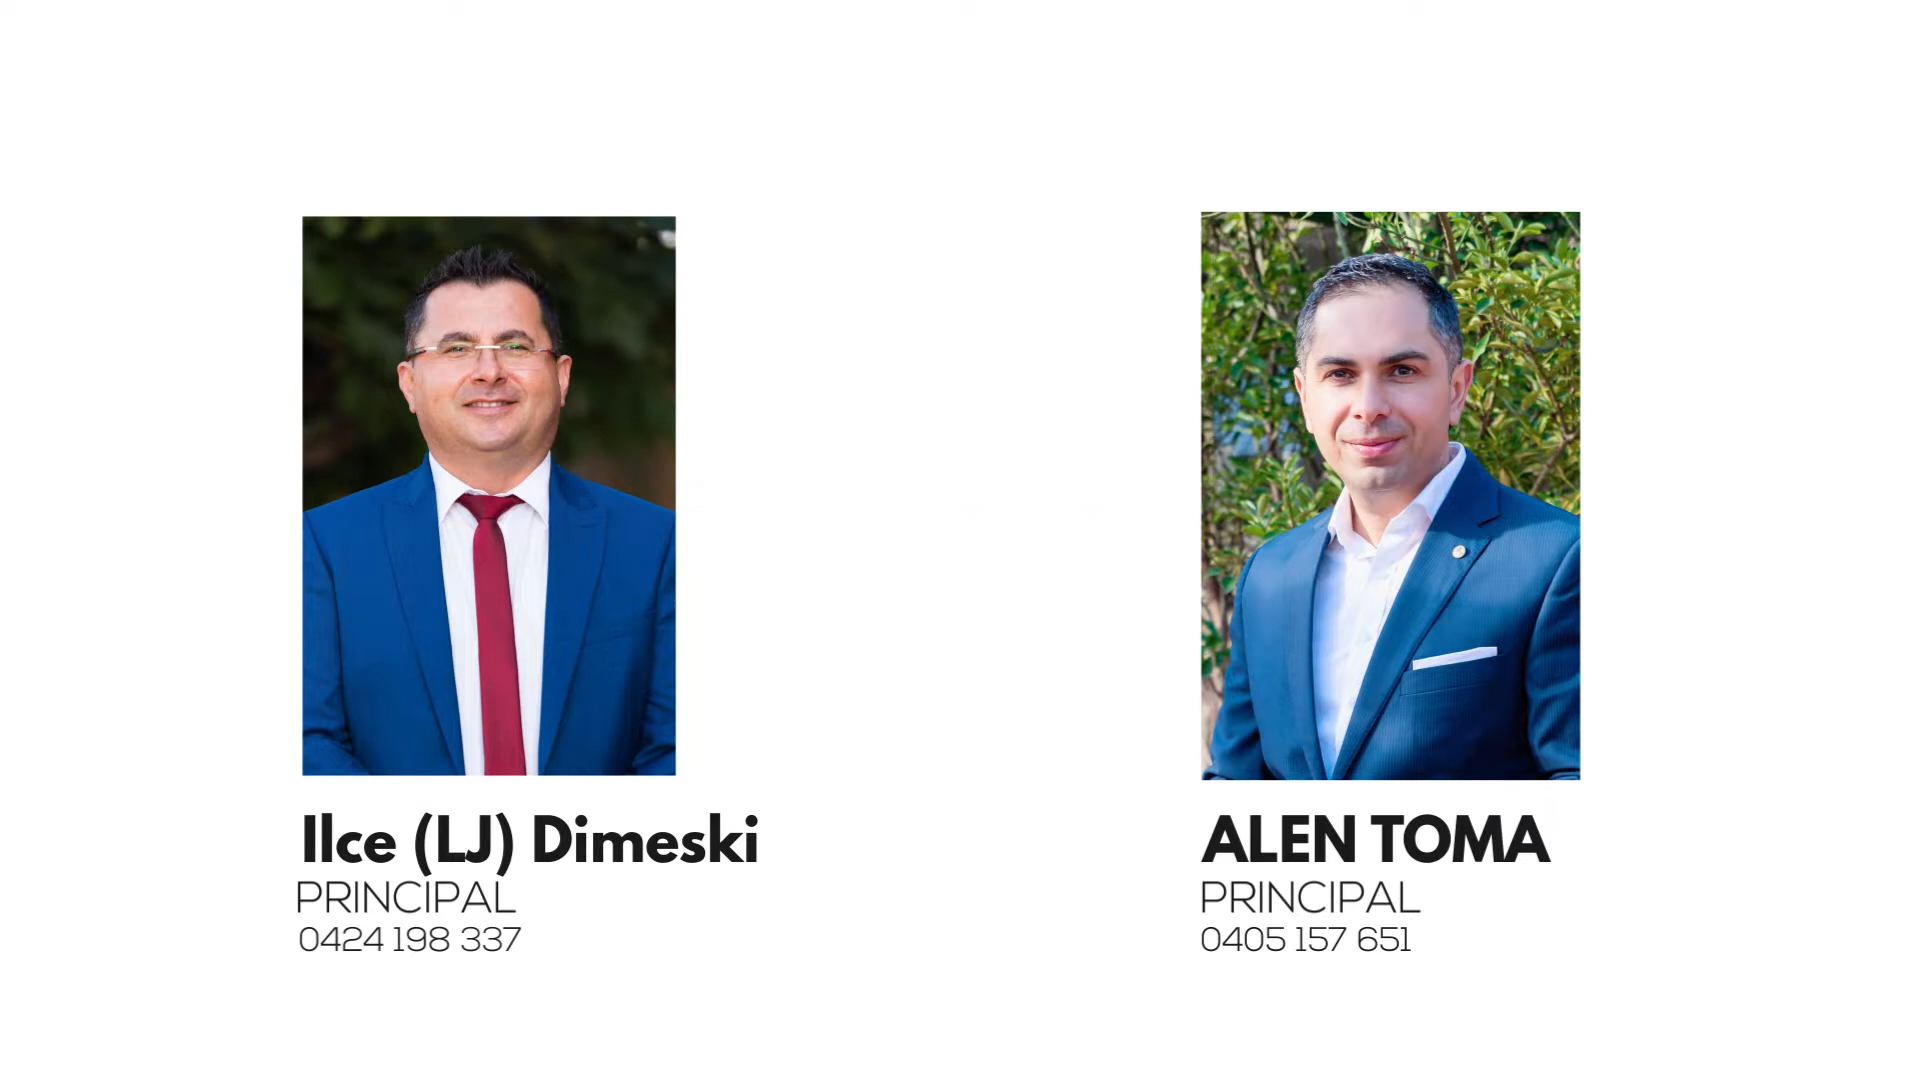 Ilce (LJ) Dimeski
PRINCIPAL
0424 198 337
ALEN TOMA
PRINCIPAL
0405 157 651